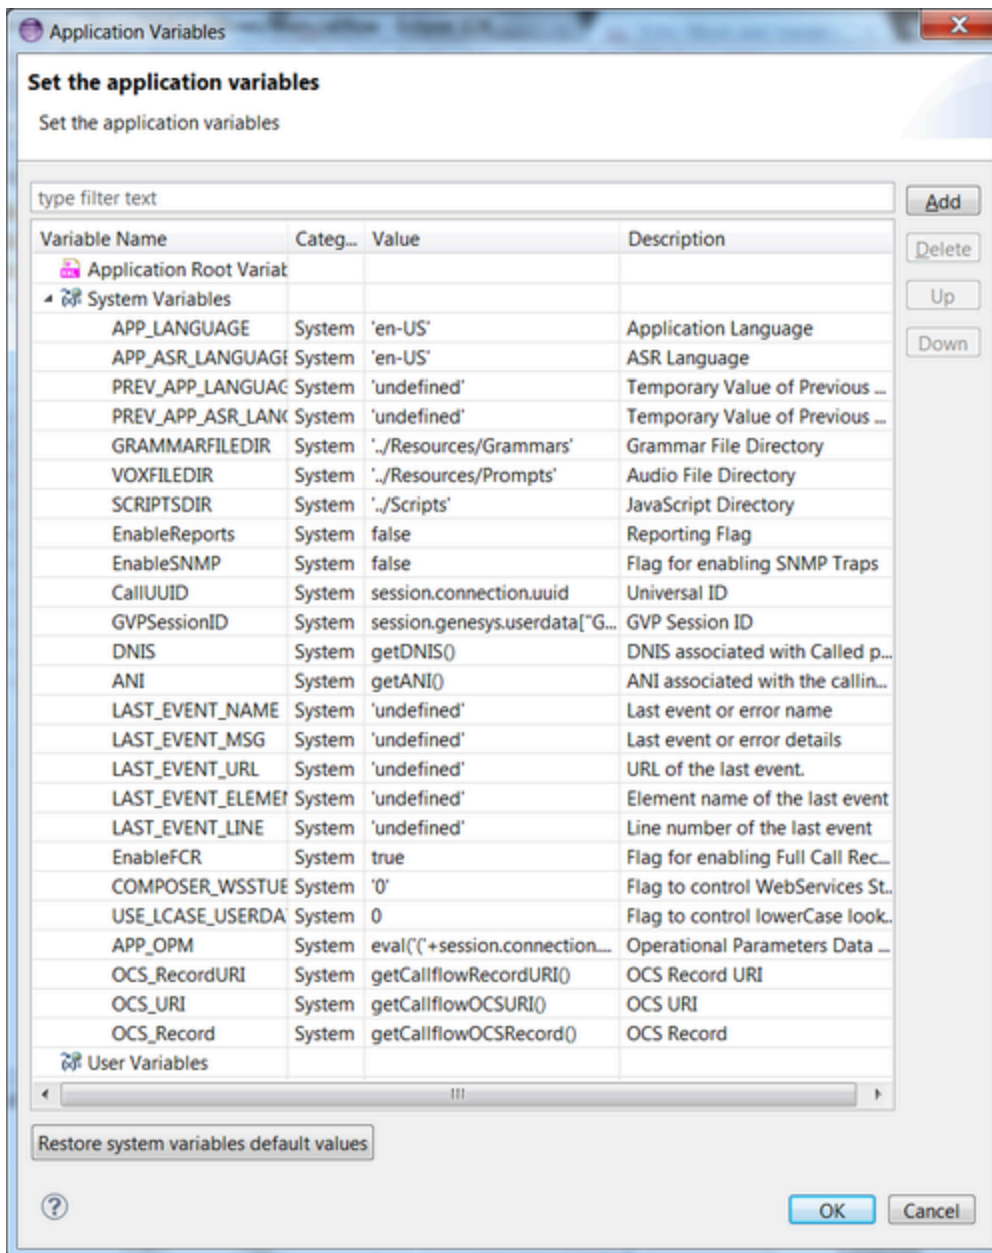 Application Variables
Set the application variables
Set the application variables
type filter text
Add
Delete
Up
Down
Variable Name Categ... Value Description
Application Root Variab
System Variables
APP_LANGUAGE System 'en-US' Application Language
APP_ASR_LANGUAGE System 'en-US' ASR Language
PREV_APP_LANGUAG System 'undefined' Temporary Value of Previous ...
PREV_APP_ASR_LANG System 'undefined' Temporary Value of Previous ...
GRAMMARFILEDIR System '../Resources/Grammars' Grammar File Directory
VOXFILEDIR System '../Resources/Prompts' Audio File Directory
SCRIPTSDIR System '../Scripts' JavaScript Directory
EnableReports System false Reporting Flag
EnableSNMP System false Flag for enabling SNMP Traps
CallUUID System session.connection.uuid Universal ID
GVPSessionID System session.genesys.userdata["G... GVP Session ID
DNIS System getDNIS() DNIS associated with Called p...
ANI System getANI() ANI associated with the callin...
LAST_EVENT_NAME System 'undefined' Last event or error name
LAST_EVENT_MSG System 'undefined' Last event or error details
LAST_EVENT_URL System 'undefined' URL of the last event.
LAST_EVENT_ELEMEN System 'undefined' Element name of the last event
LAST_EVENT_LINE System 'undefined' Line number of the last event
EnableFCR System true Flag for enabling Full Call Rec...
COMPOSER_WSSTUB System '0' Flag to control WebServices St...
USE_LCASE_USERDAT System 0 Flag to control lowerCase look...
APP_OPM System eval('('+session.connection.... Operational Parameters Data ...
OCS_RecordURI System getCallflowRecordURI() OCS Record URI
OCS_URI System getCallflowOCSURI() OCS URI
OCS_Record System getCallflowOCSRecord() OCS Record
User Variables
Restore system variables default values
OK
Cancel